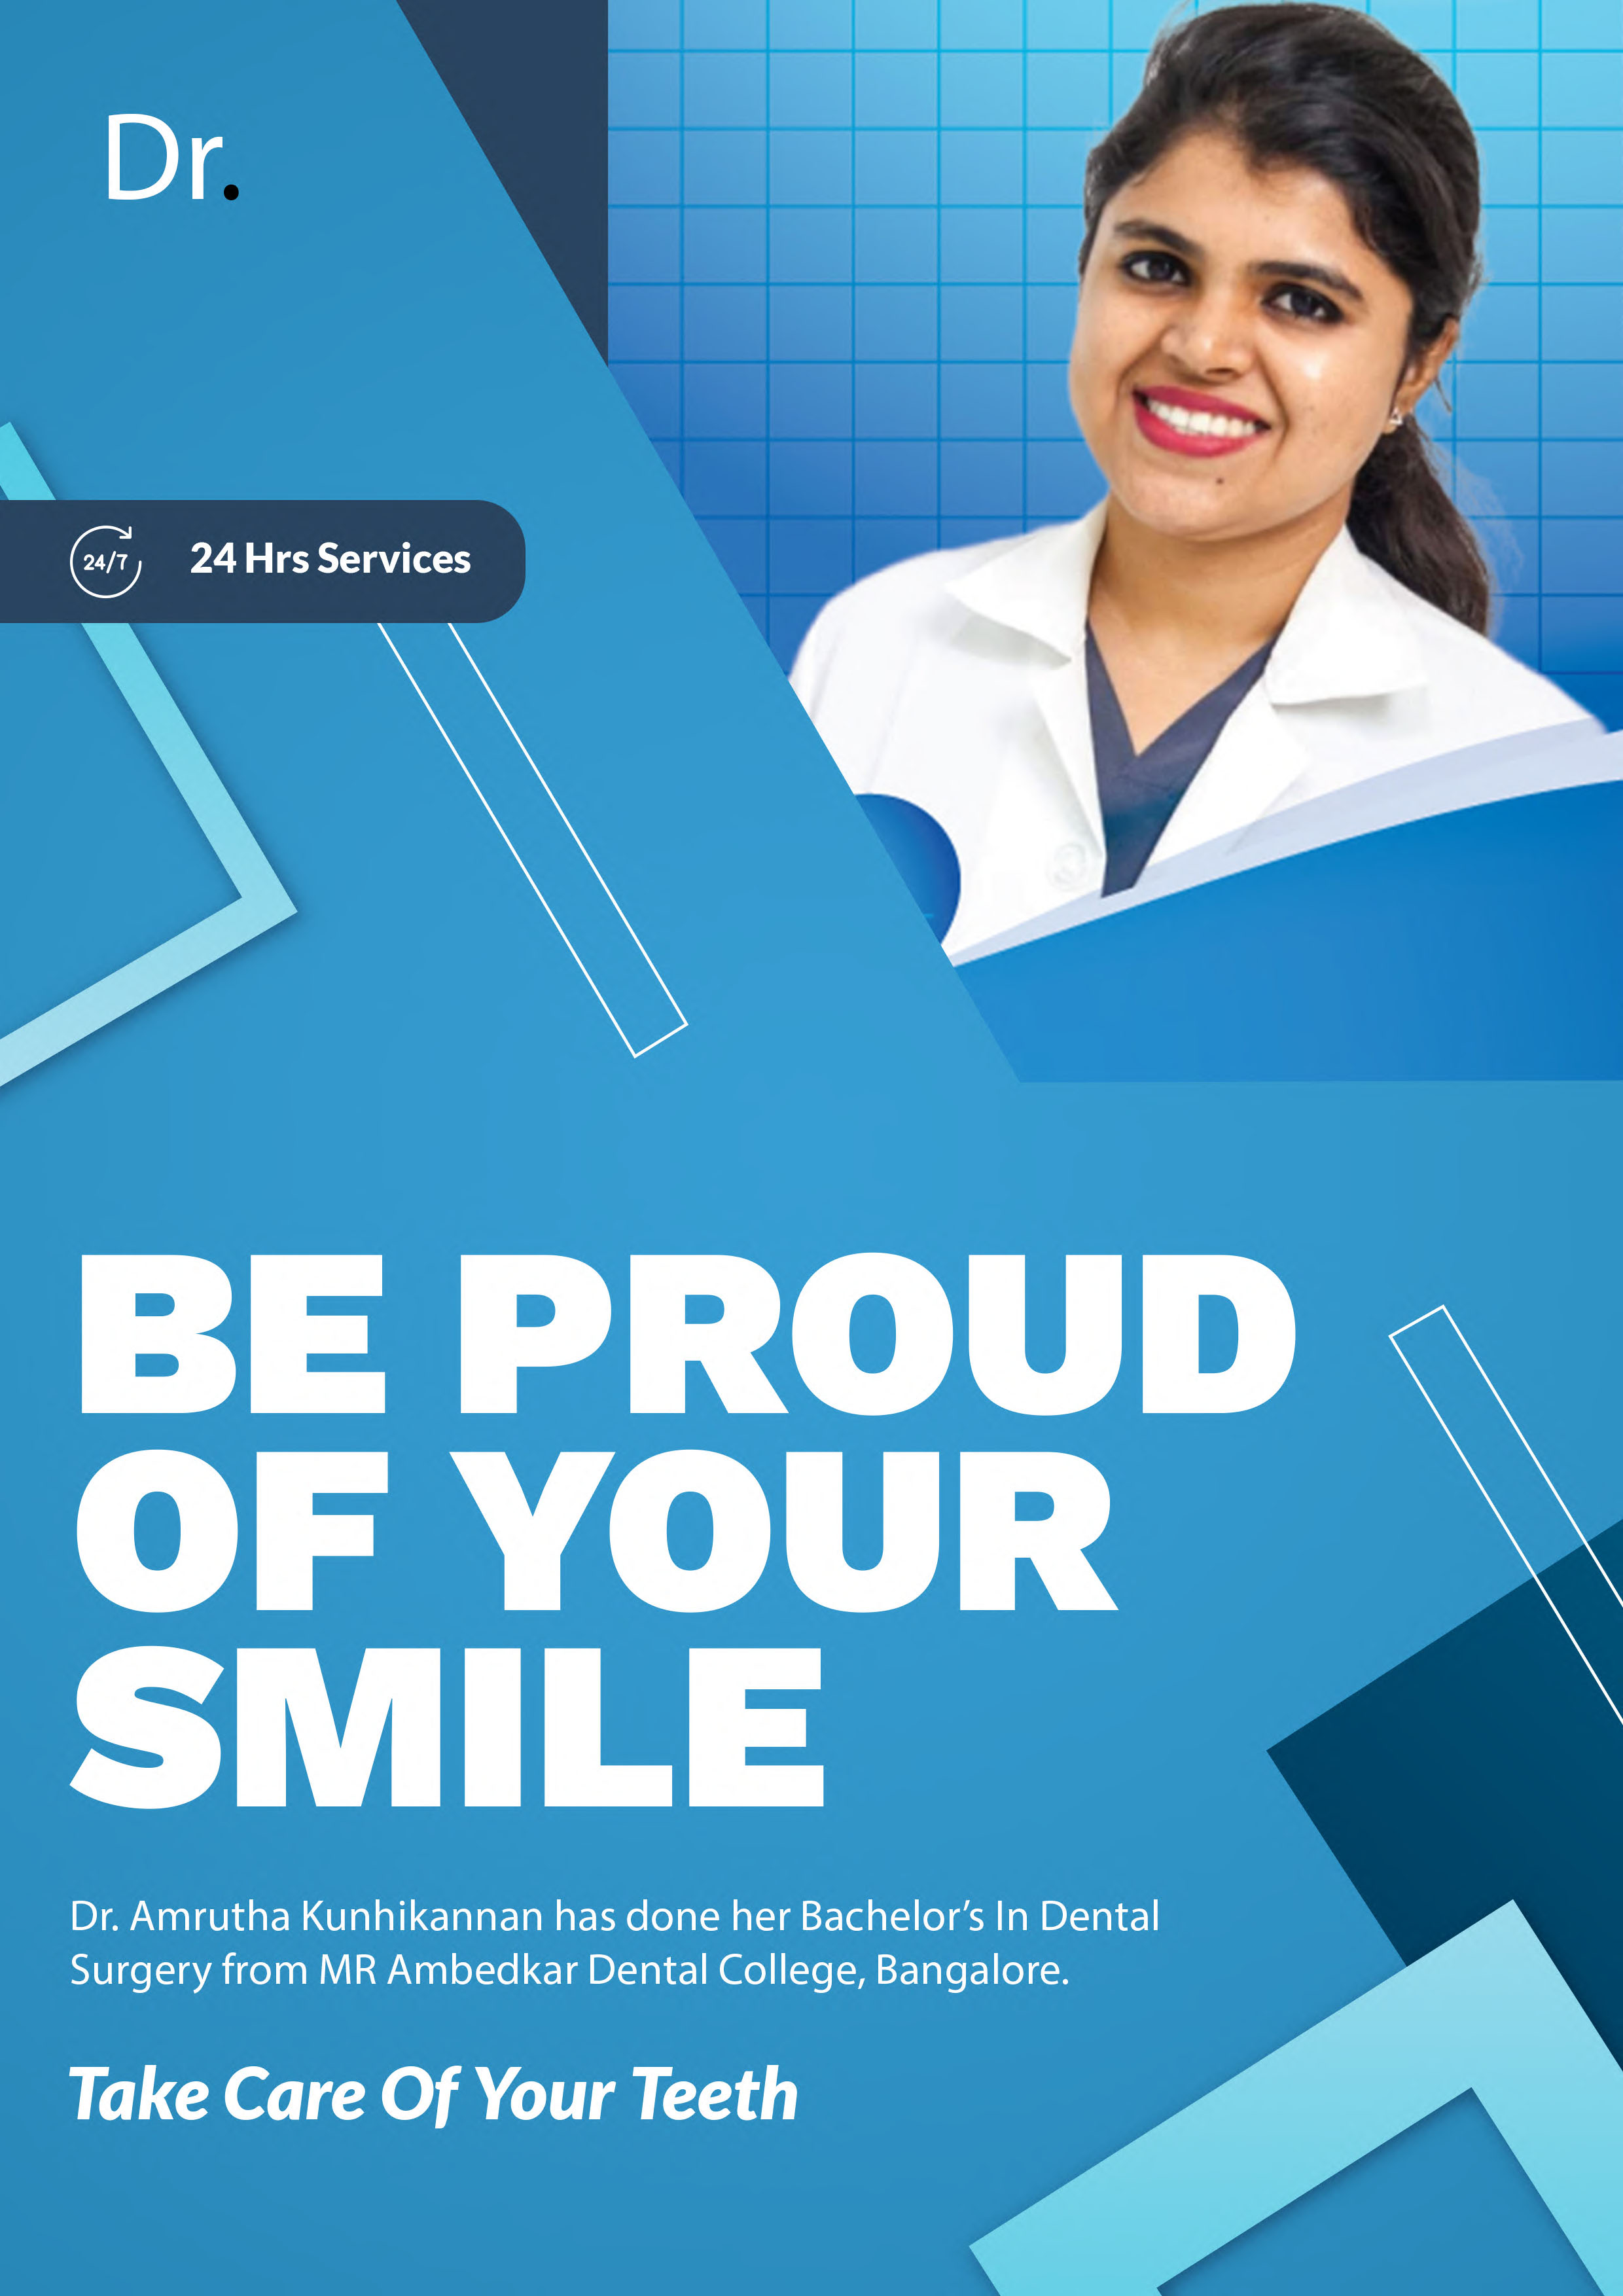 Dr.
24/7
24 Hrs Services
BE PROUD
OF YOUR
SMILE
Dr. Amrutha Kunhikannan has done her Bachelor’s In Dental
Surgery from MR Ambedkar Dental College, Bangalore.
Take Care Of Your Teeth